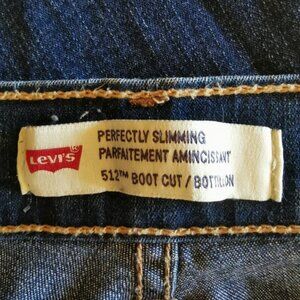 PERFECTLY SLIMMING
PARFAITEMENT AMINCISSANT
LEVI'S®
512™ BOOT CUT / BOTTILLON